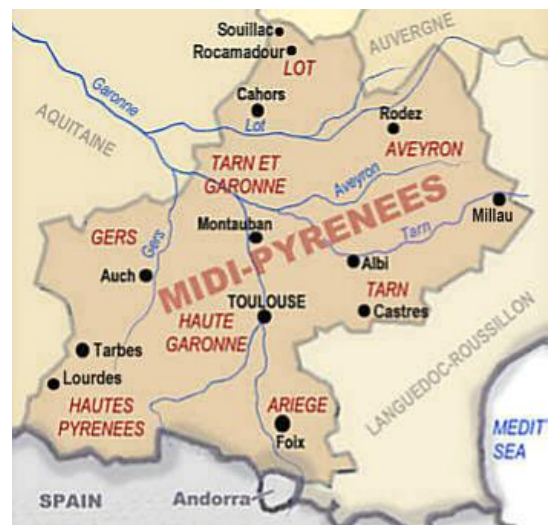 Souillac
Rocamadour
LOT
AUVERGNE
Garonne
Cahors
Lot
Rodez
AQUITAINE
AVEYRON
TARN ET
GARONNE
Aveyron
MIDI-PYRENEES
Millau
GERS
Gers
Montauban
Tarn
Auch
Albi
TARN
TOULOUSE
Castres
HAUTE
GARONNE
Tarbes
Lourdes
HAUTES
PYRENEES
ARIEGE
Foix
LANGUEDOC-ROUSSILLON
MEDIT
SEA
SPAIN
Andorra